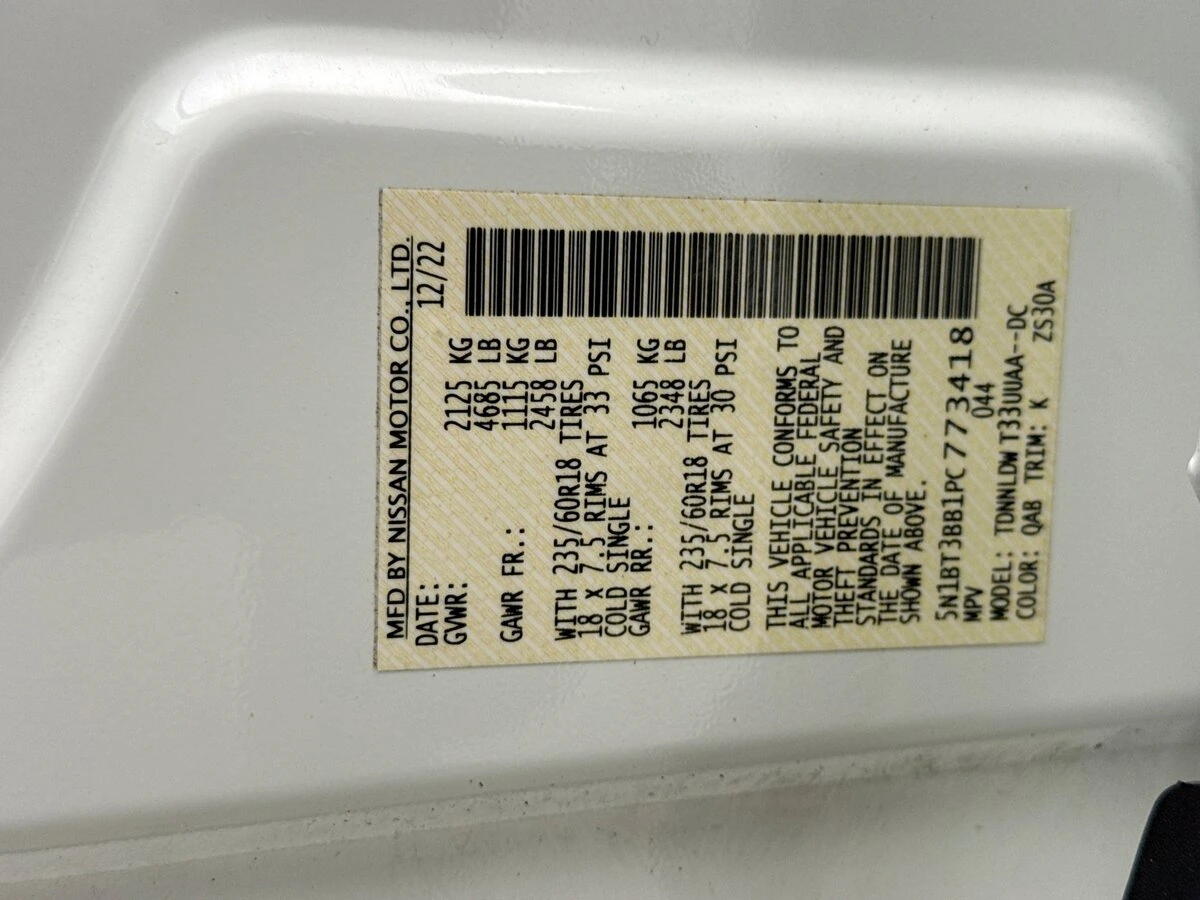 MFD BY NISSAN MOTOR CO., LTD.
DATE: 12/22
GVWR: 2125 KG
4685 LB
GAWR FR.: 1115 KG
2458 LB
WITH 235/60R18 TIRES
18 X 7.5 RIMS AT 33 PSI
COLD SINGLE
GAWR RR.: 1065 KG
2348 LB
WITH 235/60R18 TIRES
18 X 7.5 RIMS AT 30 PSI
COLD SINGLE
THIS VEHICLE CONFORMS TO
ALL APPLICABLE FEDERAL
MOTOR VEHICLE SAFETY AND
THEFT PREVENTION
STANDARDS IN EFFECT ON
THE DATE OF MANUFACTURE
SHOWN ABOVE.
5N1BT3BB1PC773418
MPV 044
MODEL: TDNNLDWT33UUAA--DC
COLOR: QAB TRIM: K ZS30A